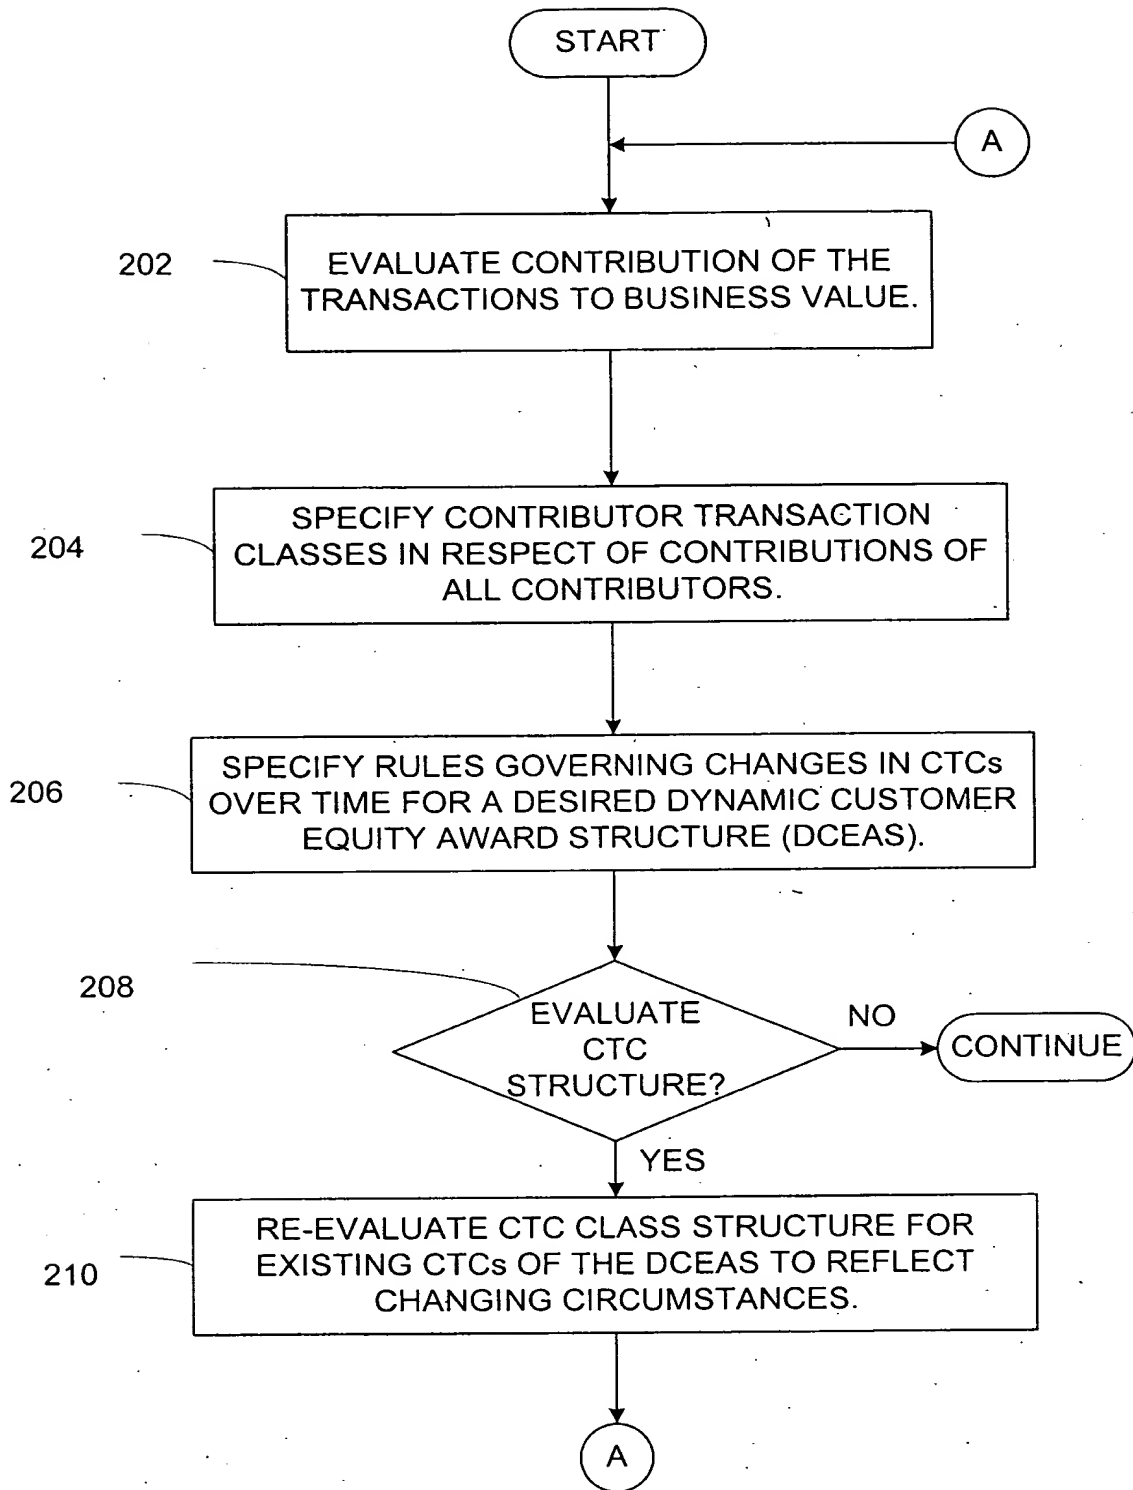 START
A
202
EVALUATE CONTRIBUTION OF THE
TRANSACTIONS TO BUSINESS VALUE.
204
SPECIFY CONTRIBUTOR TRANSACTION
CLASSES IN RESPECT OF CONTRIBUTIONS OF
ALL CONTRIBUTORS.
206
SPECIFY RULES GOVERNING CHANGES IN CTCs
OVER TIME FOR A DESIRED DYNAMIC CUSTOMER
EQUITY AWARD STRUCTURE (DCEAS).
208
EVALUATE
CTC
STRUCTURE?
NO
CONTINUE
YES
210
RE-EVALUATE CTC CLASS STRUCTURE FOR
EXISTING CTCs OF THE DCEAS TO REFLECT
CHANGING CIRCUMSTANCES.
A